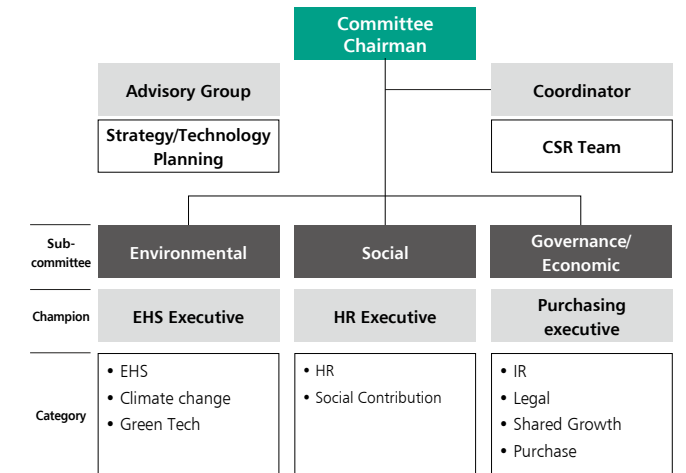 Committee
Chairman
Advisory Group
Coordinator
Strategy/Technology
Planning
CSR Team
Sub-
committee
Environmental
Social
Governance/
Economic
Champion
EHS Executive
HR Executive
Purchasing
executive
Category
• EHS
• Climate change
• Green Tech
• HR
• Social Contribution
• IR
• Legal
• Shared Growth
• Purchase